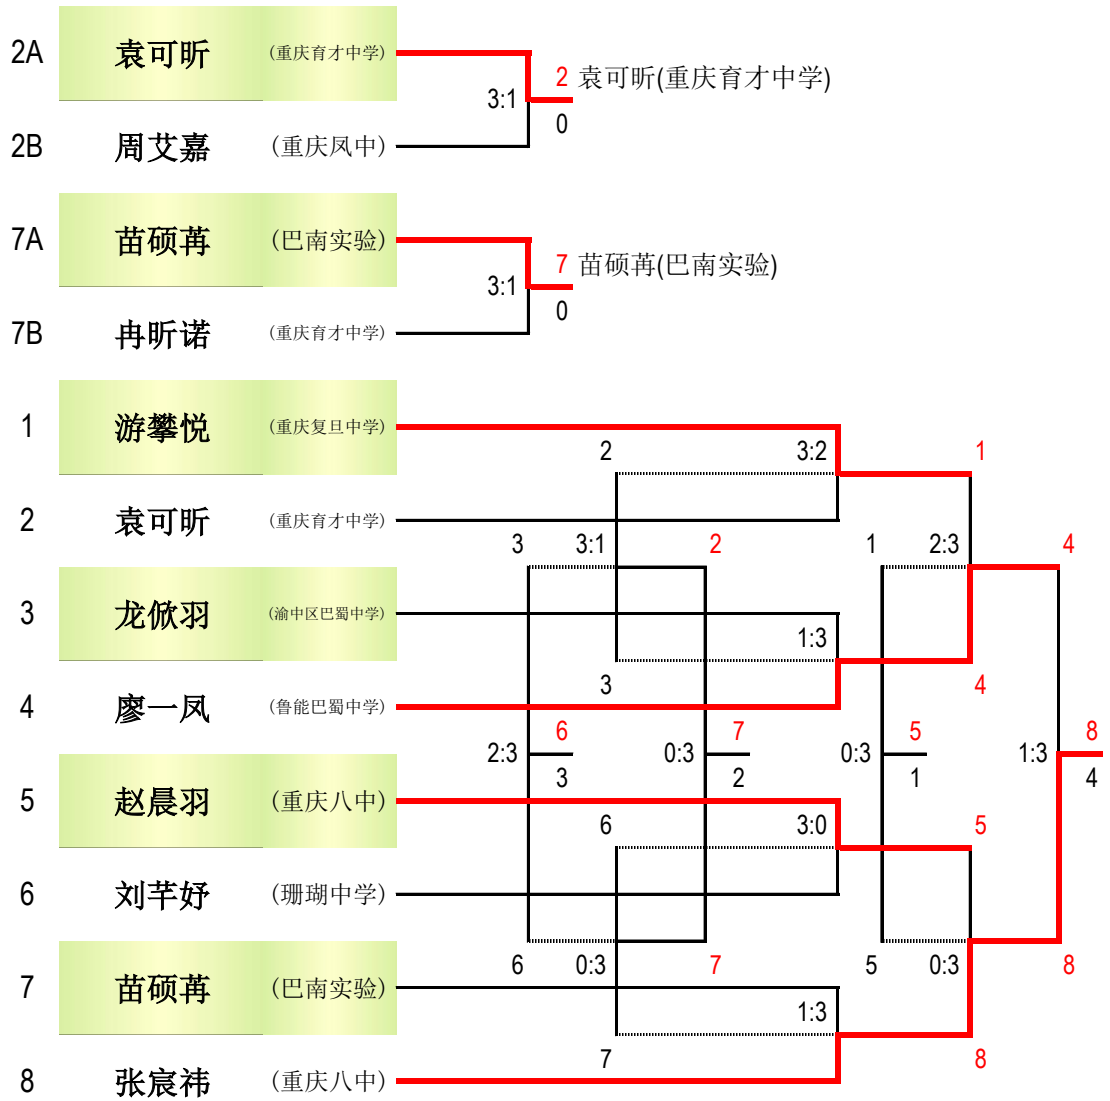 2A 袁可昕 (重庆育才中学)
2 袁可昕(重庆育才中学)
3:1
0
2B 周艾嘉 (重庆凤中)
7A 苗硕苒 (巴南实验)
7 苗硕苒(巴南实验)
3:1
0
7B 冉昕诺 (重庆育才中学)
1 游攀悦 (重庆复旦中学)
2 3:2 1
2 袁可昕 (重庆育才中学)
3 3:1 2 1 2:3 4
3 龙俽羽 (渝中区巴蜀中学)
1:3
3 4
4 廖一凤 (鲁能巴蜀中学)
6 7 5 8
2:3 0:3 0:3 1:3
3 2 1 4
5 赵晨羽 (重庆八中)
6 3:0 5
6 刘芊妤 (珊瑚中学)
6 0:3 7 5 0:3 8
7 苗硕苒 (巴南实验)
1:3
7 8
8 张宸祎 (重庆八中)